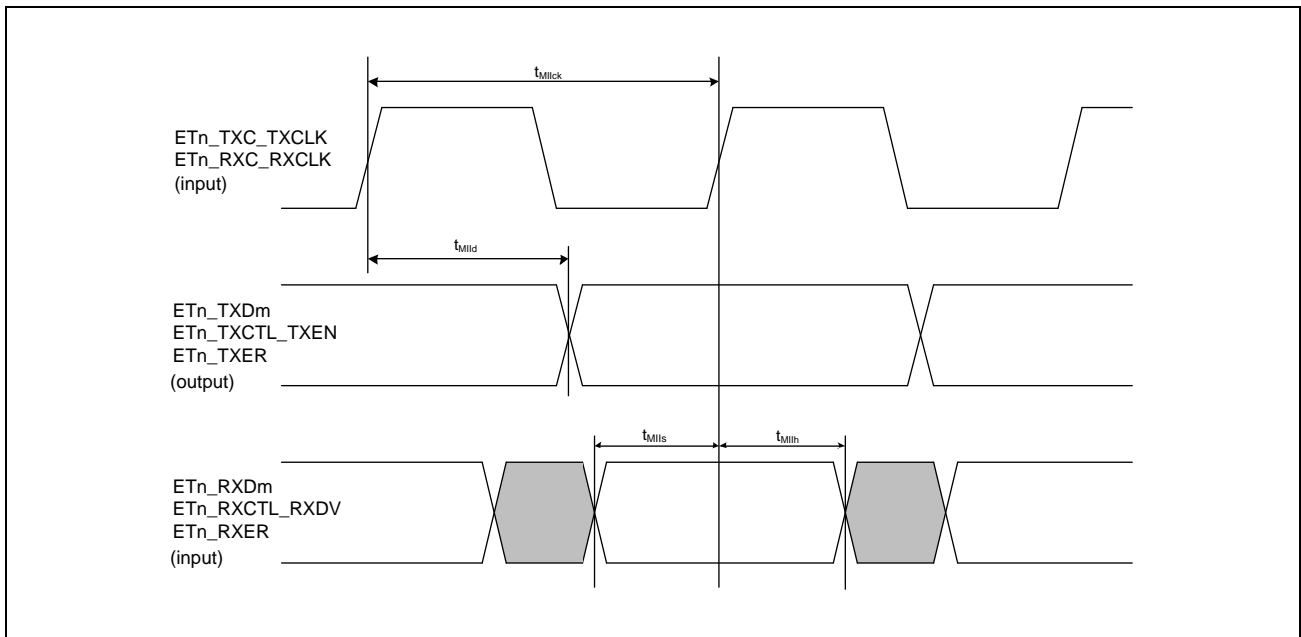 tMIIck
ETn_TXC_TXCLK
ETn_RXC_RXCLK
(input)
tMIId
ETn_TXDm
ETn_TXCTL_TXEN
ETn_TXER
(output)
tMIIs
tMIIh
ETn_RXDm
ETn_RXCTL_RXDV
ETn_RXER
(input)